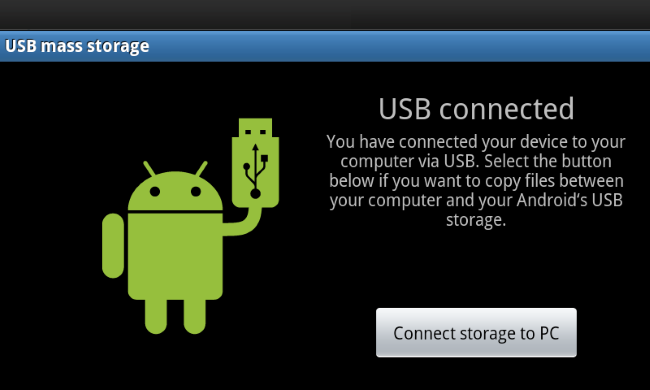 USB mass storage
USB connected
You have connected your device to your
computer via USB. Select the button
below if you want to copy files between
your computer and your Android's USB
storage.
Connect storage to PC